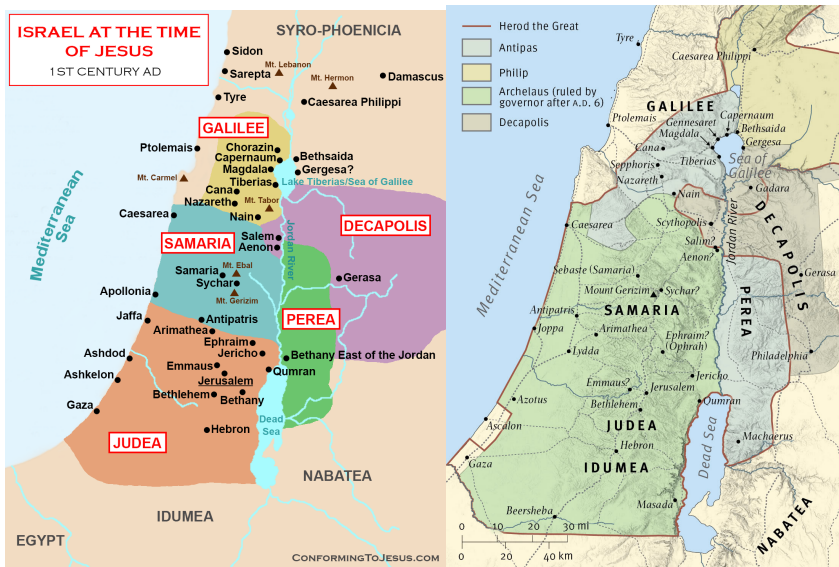 ISRAEL AT THE TIME
OF JESUS
1ST CENTURY AD
SYRO-PHOENICIA
Sidon
Mt. Lebanon
Sarepta
Mt. Hermon
Damascus
Tyre
Caesarea Philippi
GALILEE
Ptolemais
Chorazin
Capernaum
Bethsaida
Magdala
Gergesa?
Mt. Carmel
Tiberias
Lake Tiberias/Sea of Galilee
Cana
Mt. Tabor
Nazareth
Caesarea
Nain
DECAPOLIS
Mediterranean
Sea
SAMARIA
Salem
Aenon
Jordan River
Samaria
Mt. Ebal
Sychar
Gerasa
Mt. Gerizim
Apollonia
Jaffa
Antipatris
PEREA
Arimathea
Ephraim
Ashdod
Jericho
Bethany East of the Jordan
Emmaus
Qumran
Ashkelon
Jerusalem
Bethlehem
Bethany
Gaza
Dead
Sea
Hebron
JUDEA
NABATEA
IDUMEA
EGYPT
CONFORMINGTOJESUS.COM
Herod the Great
Antipas
Philip
Archelaus (ruled by
governor after A.D. 6)
Decapolis
Tyre
Caesarea Philippi
GALILEE
Capernaum
Ptolemais
Gennesaret
Bethsaida
Magdala
Gergesa
Cana
Tiberias
Sea of
Galilee
Sepphoris
Nazareth
Gadara
Nain
Mediterranean Sea
Caesarea
Scythopolis
Jordan River
DECAPOLIS
Salim?
Aenon?
Sebaste (Samaria)
Gerasa
Mount Gerizim
Sychar?
SAMARIA
PEREA
Antipatris
Joppa
Arimathea
Ephraim?
(Ophrah)
Lydda
Philadelphia
Jericho
Emmaus?
Jerusalem
Azotus
Bethlehem
Qumran
Ascalon
JUDEA
Dead Sea
Machaerus
Hebron
Gaza
IDUMEA
Masada
Beersheba
NABATEA
0 10 20 30 mi
0 20 40 km